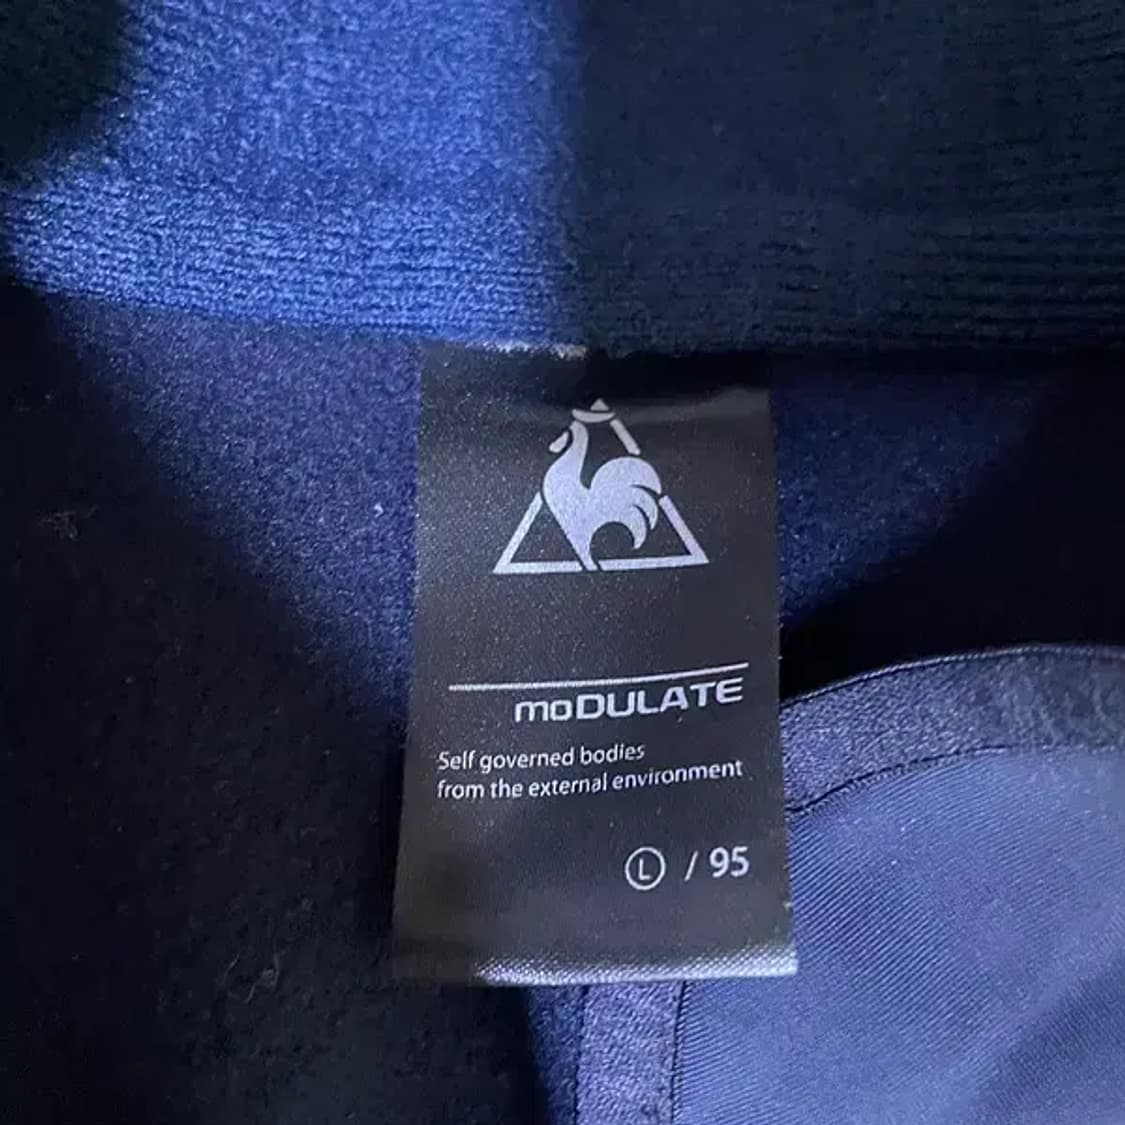 moDULATE
Self governed bodies
from the external environment
Ⓛ / 95